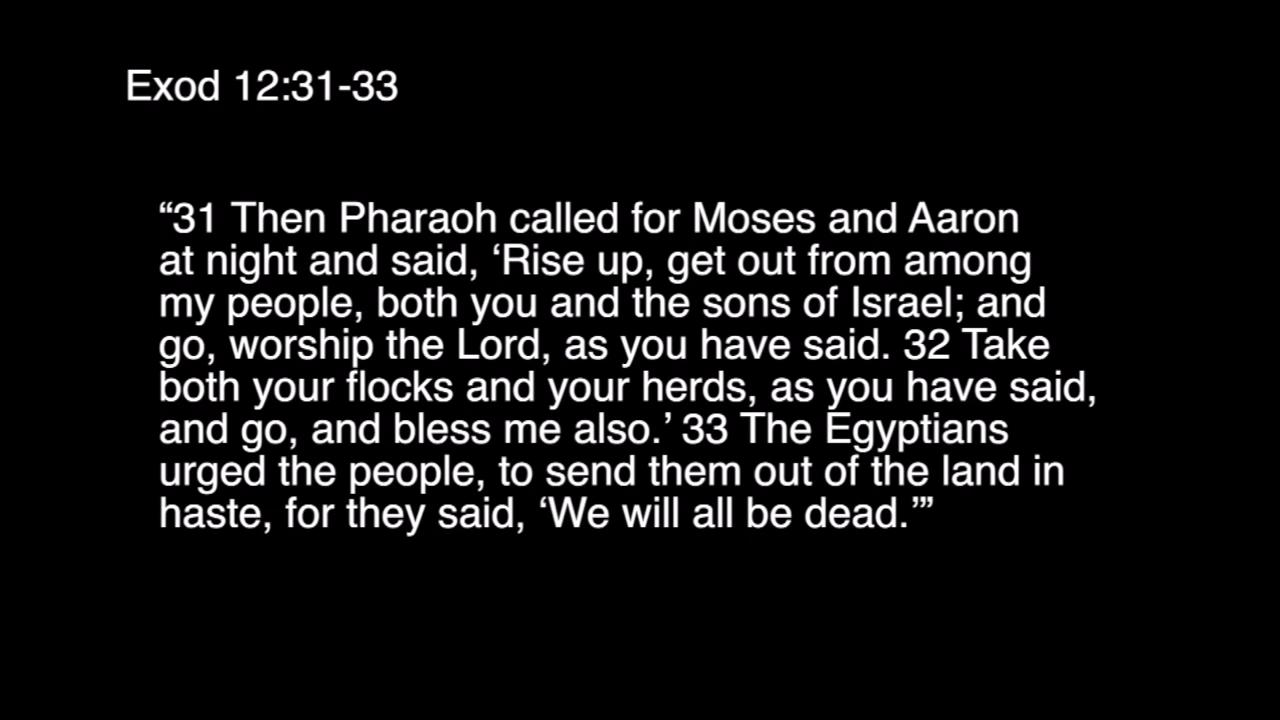 Exod 12:31-33
“31 Then Pharaoh called for Moses and Aaron
at night and said, ‘Rise up, get out from among
my people, both you and the sons of Israel; and
go, worship the Lord, as you have said. 32 Take
both your flocks and your herds, as you have said,
and go, and bless me also.’ 33 The Egyptians
urged the people, to send them out of the land in
haste, for they said, ‘We will all be dead.’”